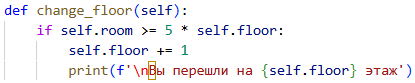 def change_floor(self):
    if self.room >= 5 * self.floor:
        self.floor += 1
        print(f'\nВы перешли на {self.floor} этаж')